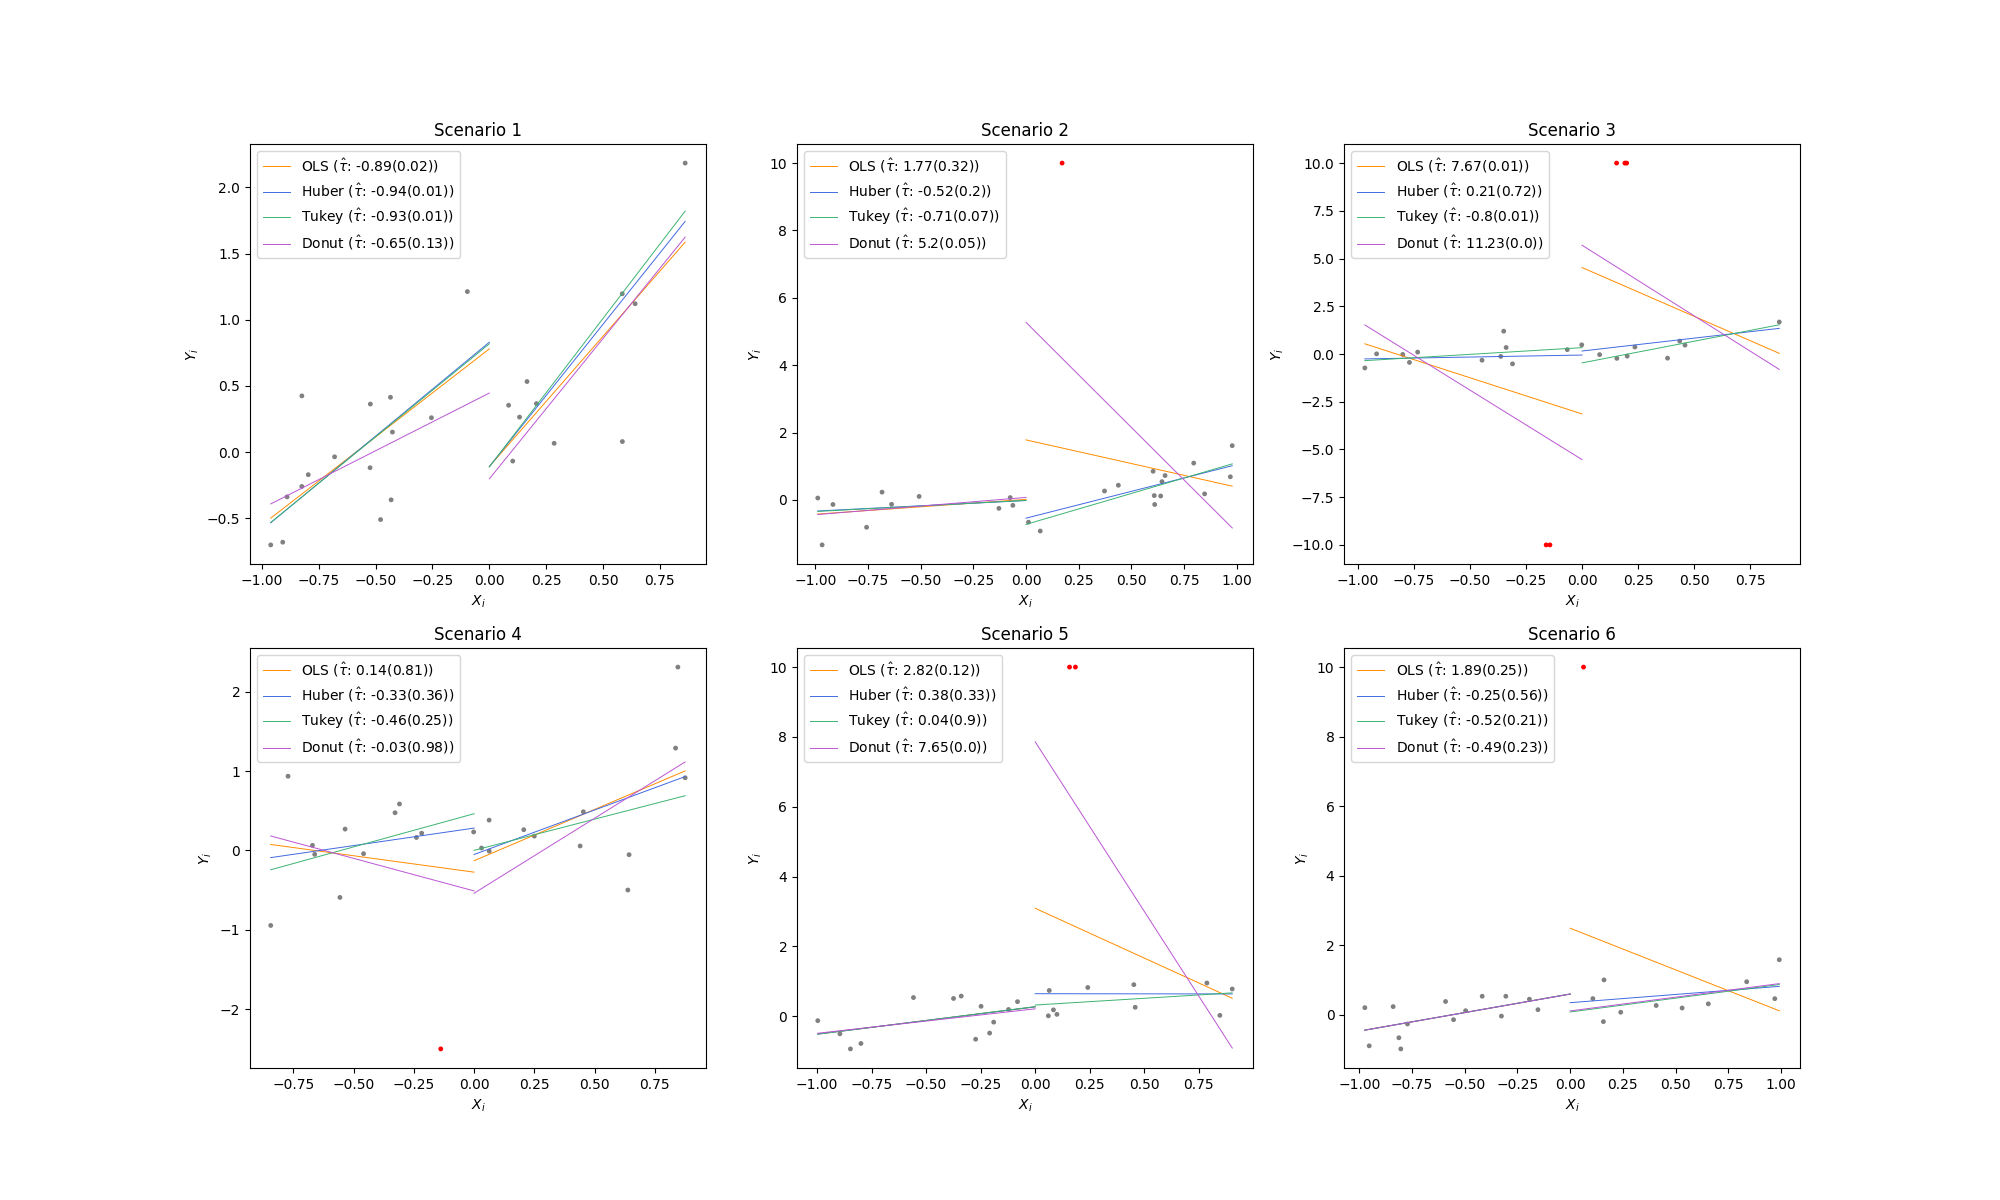 Scenario 1
OLS (τ̂: -0.89(0.02))
Huber (τ̂: -0.94(0.01))
Tukey (τ̂: -0.93(0.01))
Donut (τ̂: -0.65(0.13))
2.0
1.5
1.0
0.5
0.0
−0.5
Yᵢ
−1.00 −0.75 −0.50 −0.25 0.00 0.25 0.50 0.75
Xᵢ
Scenario 2
OLS (τ̂: 1.77(0.32))
Huber (τ̂: -0.52(0.2))
Tukey (τ̂: -0.71(0.07))
Donut (τ̂: 5.2(0.05))
10
8
6
4
2
0
Yᵢ
−1.00 −0.75 −0.50 −0.25 0.00 0.25 0.50 0.75 1.00
Xᵢ
Scenario 3
OLS (τ̂: 7.67(0.01))
Huber (τ̂: 0.21(0.72))
Tukey (τ̂: -0.8(0.01))
Donut (τ̂: 11.23(0.0))
10.0
7.5
5.0
2.5
0.0
−2.5
−5.0
−7.5
−10.0
Yᵢ
−1.00 −0.75 −0.50 −0.25 0.00 0.25 0.50 0.75
Xᵢ
Scenario 4
OLS (τ̂: 0.14(0.81))
Huber (τ̂: -0.33(0.36))
Tukey (τ̂: -0.46(0.25))
Donut (τ̂: -0.03(0.98))
2
1
0
−1
−2
Yᵢ
−0.75 −0.50 −0.25 0.00 0.25 0.50 0.75
Xᵢ
Scenario 5
OLS (τ̂: 2.82(0.12))
Huber (τ̂: 0.38(0.33))
Tukey (τ̂: 0.04(0.9))
Donut (τ̂: 7.65(0.0))
10
8
6
4
2
0
Yᵢ
−1.00 −0.75 −0.50 −0.25 0.00 0.25 0.50 0.75
Xᵢ
Scenario 6
OLS (τ̂: 1.89(0.25))
Huber (τ̂: -0.25(0.56))
Tukey (τ̂: -0.52(0.21))
Donut (τ̂: -0.49(0.23))
10
8
6
4
2
0
Yᵢ
−1.00 −0.75 −0.50 −0.25 0.00 0.25 0.50 0.75 1.00
Xᵢ